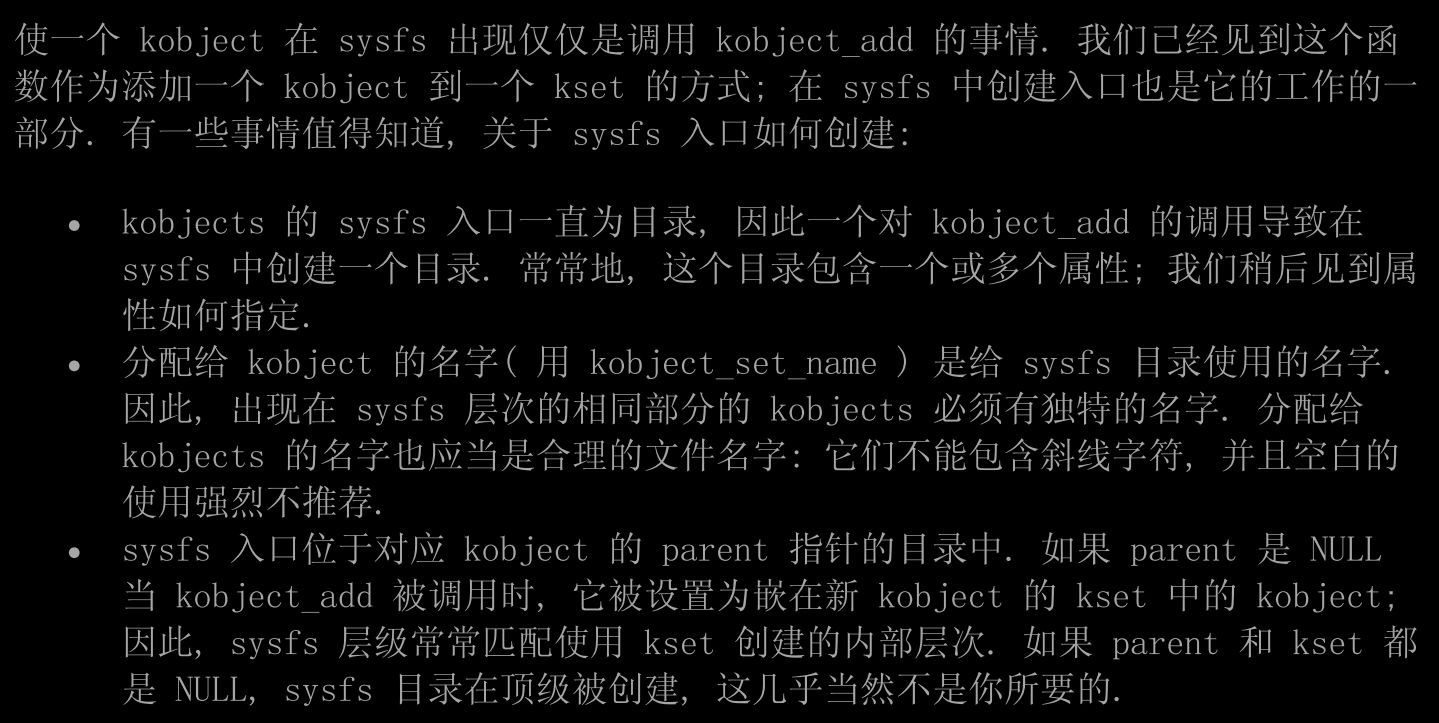 使一个 kobject 在 sysfs 出现仅仅是调用 kobject_add 的事情. 我们已经见到这个函
数作为添加一个 kobject 到一个 kset 的方式; 在 sysfs 中创建入口也是它的工作的一
部分. 有一些事情值得知道, 关于 sysfs 入口如何创建:
• kobjects 的 sysfs 入口一直为目录, 因此一个对 kobject_add 的调用导致在
sysfs 中创建一个目录. 常常地, 这个目录包含一个或多个属性; 我们稍后见到属
性如何指定.
• 分配给 kobject 的名字( 用 kobject_set_name ) 是给 sysfs 目录使用的名字.
因此, 出现在 sysfs 层次的相同部分的 kobjects 必须有独特的名字. 分配给
kobjects 的名字也应当是合理的文件名字: 它们不能包含斜线字符, 并且空白的
使用强烈不推荐.
• sysfs 入口位于对应 kobject 的 parent 指针的目录中. 如果 parent 是 NULL
当 kobject_add 被调用时, 它被设置为嵌在新 kobject 的 kset 中的 kobject;
因此, sysfs 层级常常匹配使用 kset 创建的内部层次. 如果 parent 和 kset 都
是 NULL, sysfs 目录在顶级被创建, 这几乎当然不是你所要的.